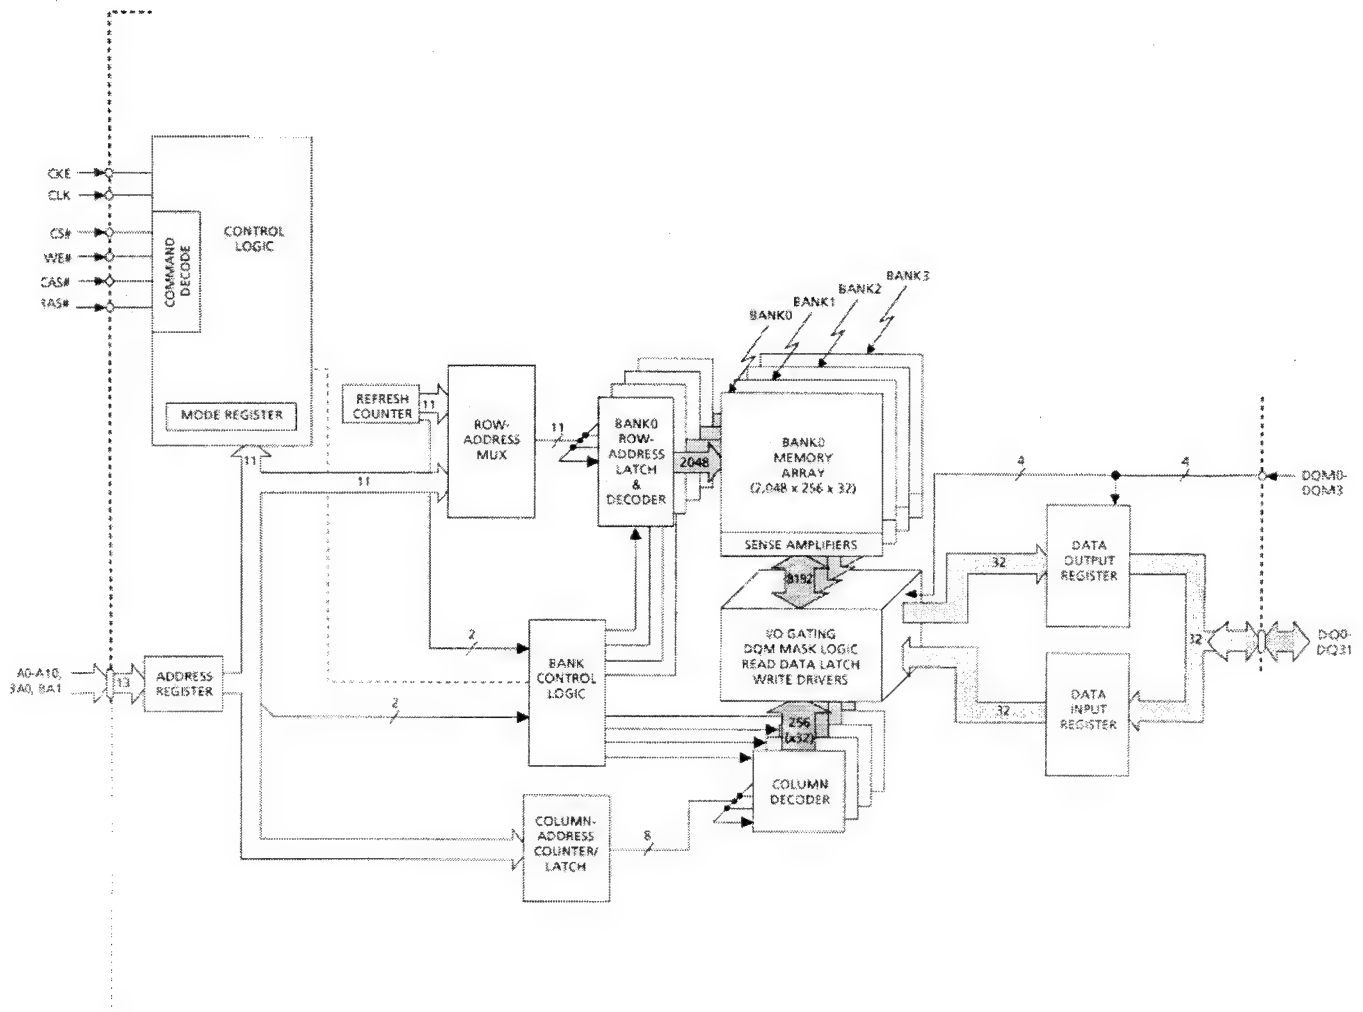 CKE
CLK
CS#
WE#
CAS#
RAS#
COMMAND
DECODE
CONTROL
LOGIC
MODE REGISTER
11
REFRESH
COUNTER
11
11
ROW-
ADDRESS
MUX
11
BANK0
ROW-
ADDRESS
LATCH
&
DECODER
2048
BANK0
BANK1
BANK2
BANK3
BANK0
MEMORY
ARRAY
(2,048 x 256 x 32)
SENSE AMPLIFIERS
8192
I/O GATING
DQM MASK LOGIC
READ DATA LATCH
WRITE DRIVERS
256
(x32)
COLUMN
DECODER
4
4
DQM0-
DQM3
32
DATA
OUTPUT
REGISTER
32
DQ0-
DQ31
32
DATA
INPUT
REGISTER
A0-A10,
BA0, BA1
13
ADDRESS
REGISTER
2
2
BANK
CONTROL
LOGIC
COLUMN-
ADDRESS
COUNTER/
LATCH
8